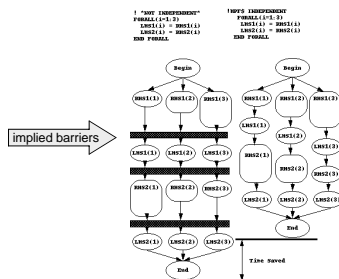 ! "NOT INDEPENDENT"
FORALL(i=1:3)
LHS1(i) = RHS1(i)
LHS2(i) = RHS2(i)
END FORALL
!HPF$ INDEPENDENT
FORALL(i=1:3)
LHS1(i) = RHS1(i)
LHS2(i) = RHS2(i)
END FORALL
implied barriers
Begin
RHS1(1) RHS1(2) RHS1(3)
LHS1(1) LHS1(2) LHS1(3)
RHS2(1) RHS2(2) RHS2(3)
LHS2(1) LHS2(2) LHS2(3)
End
Begin
RHS1(1) RHS1(2) RHS1(3)
LHS1(1) LHS1(2) LHS1(3)
RHS2(1) RHS2(2) RHS2(3)
LHS2(1) LHS2(2) LHS2(3)
End
Time Saved